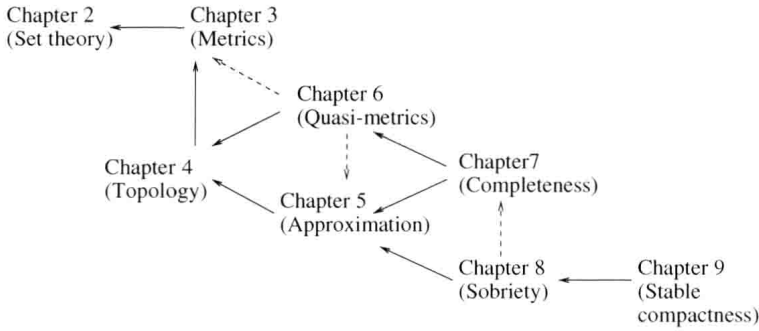 Chapter 2
(Set theory)
Chapter 3
(Metrics)
Chapter 6
(Quasi-metrics)
Chapter 4
(Topology)
Chapter7
(Completeness)
Chapter 5
(Approximation)
Chapter 8
(Sobriety)
Chapter 9
(Stable
compactness)